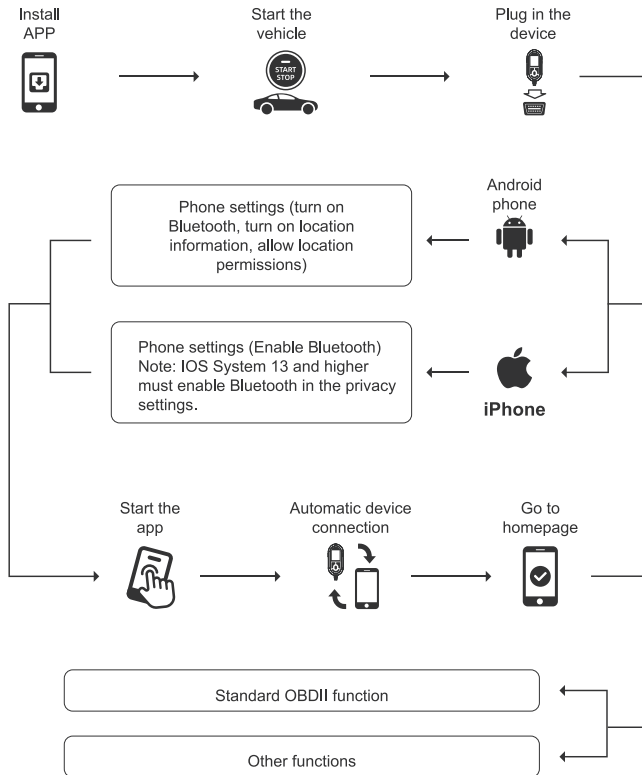 Install
APP
Start the
vehicle
Plug in the
device
START
STOP
Android
phone
Phone settings (turn on
Bluetooth, turn on location
information, allow location
permissions)
Phone settings (Enable Bluetooth)
Note: IOS System 13 and higher
must enable Bluetooth in the privacy
settings.
iPhone
Start the
app
Automatic device
connection
Go to
homepage
Standard OBDII function
Other functions